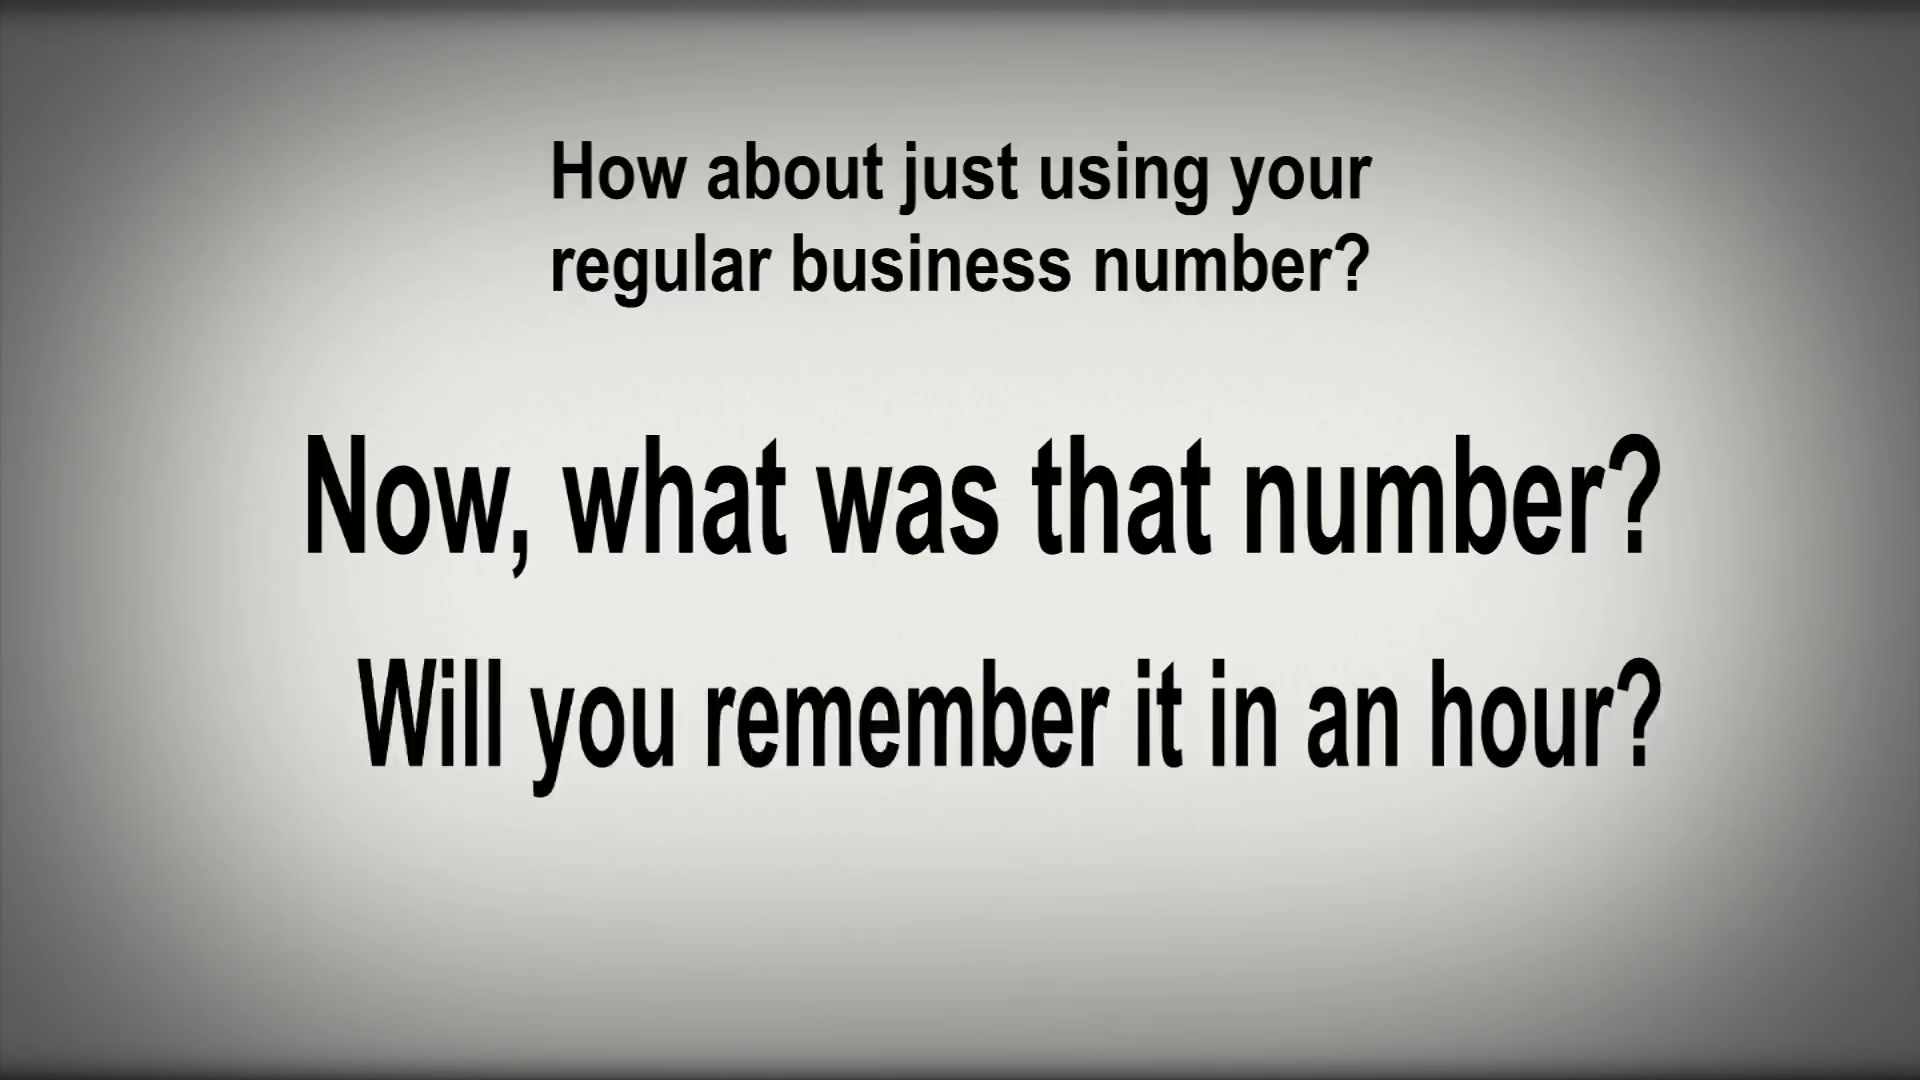 How about just using your
regular business number?
Now, what was that number?
Will you remember it in an hour?